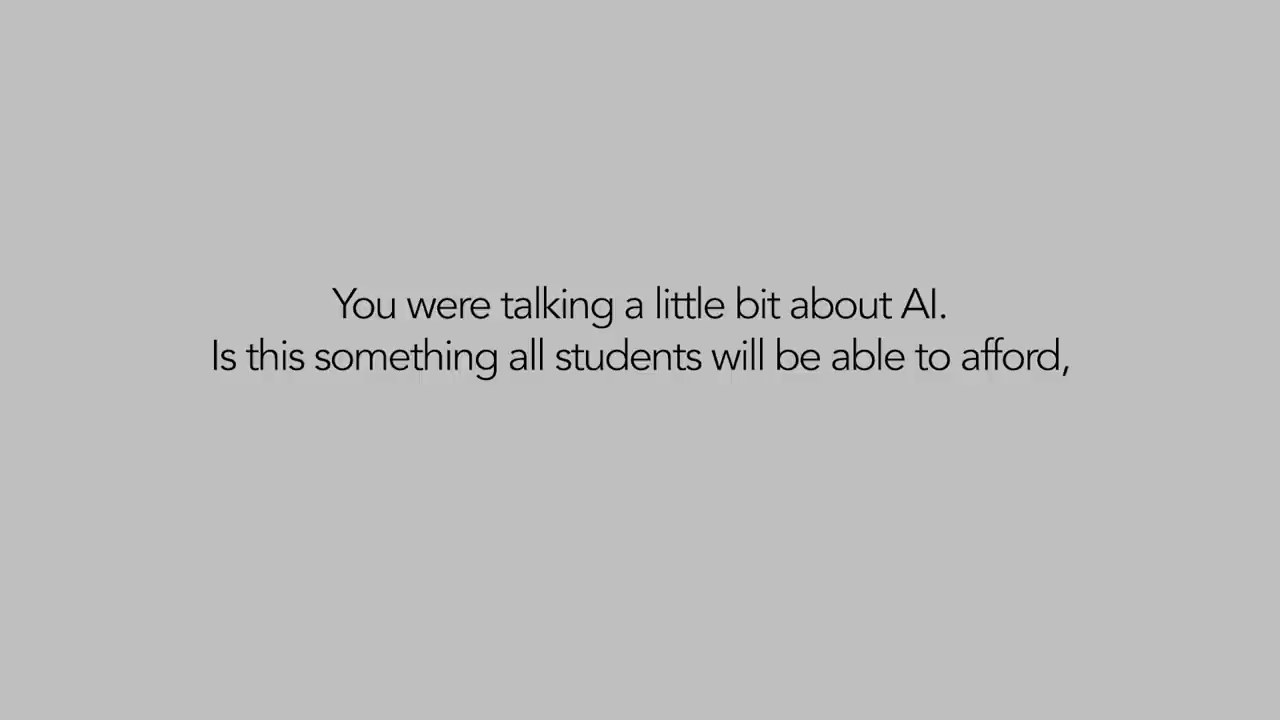 You were talking a little bit about AI.
Is this something all students will be able to afford,